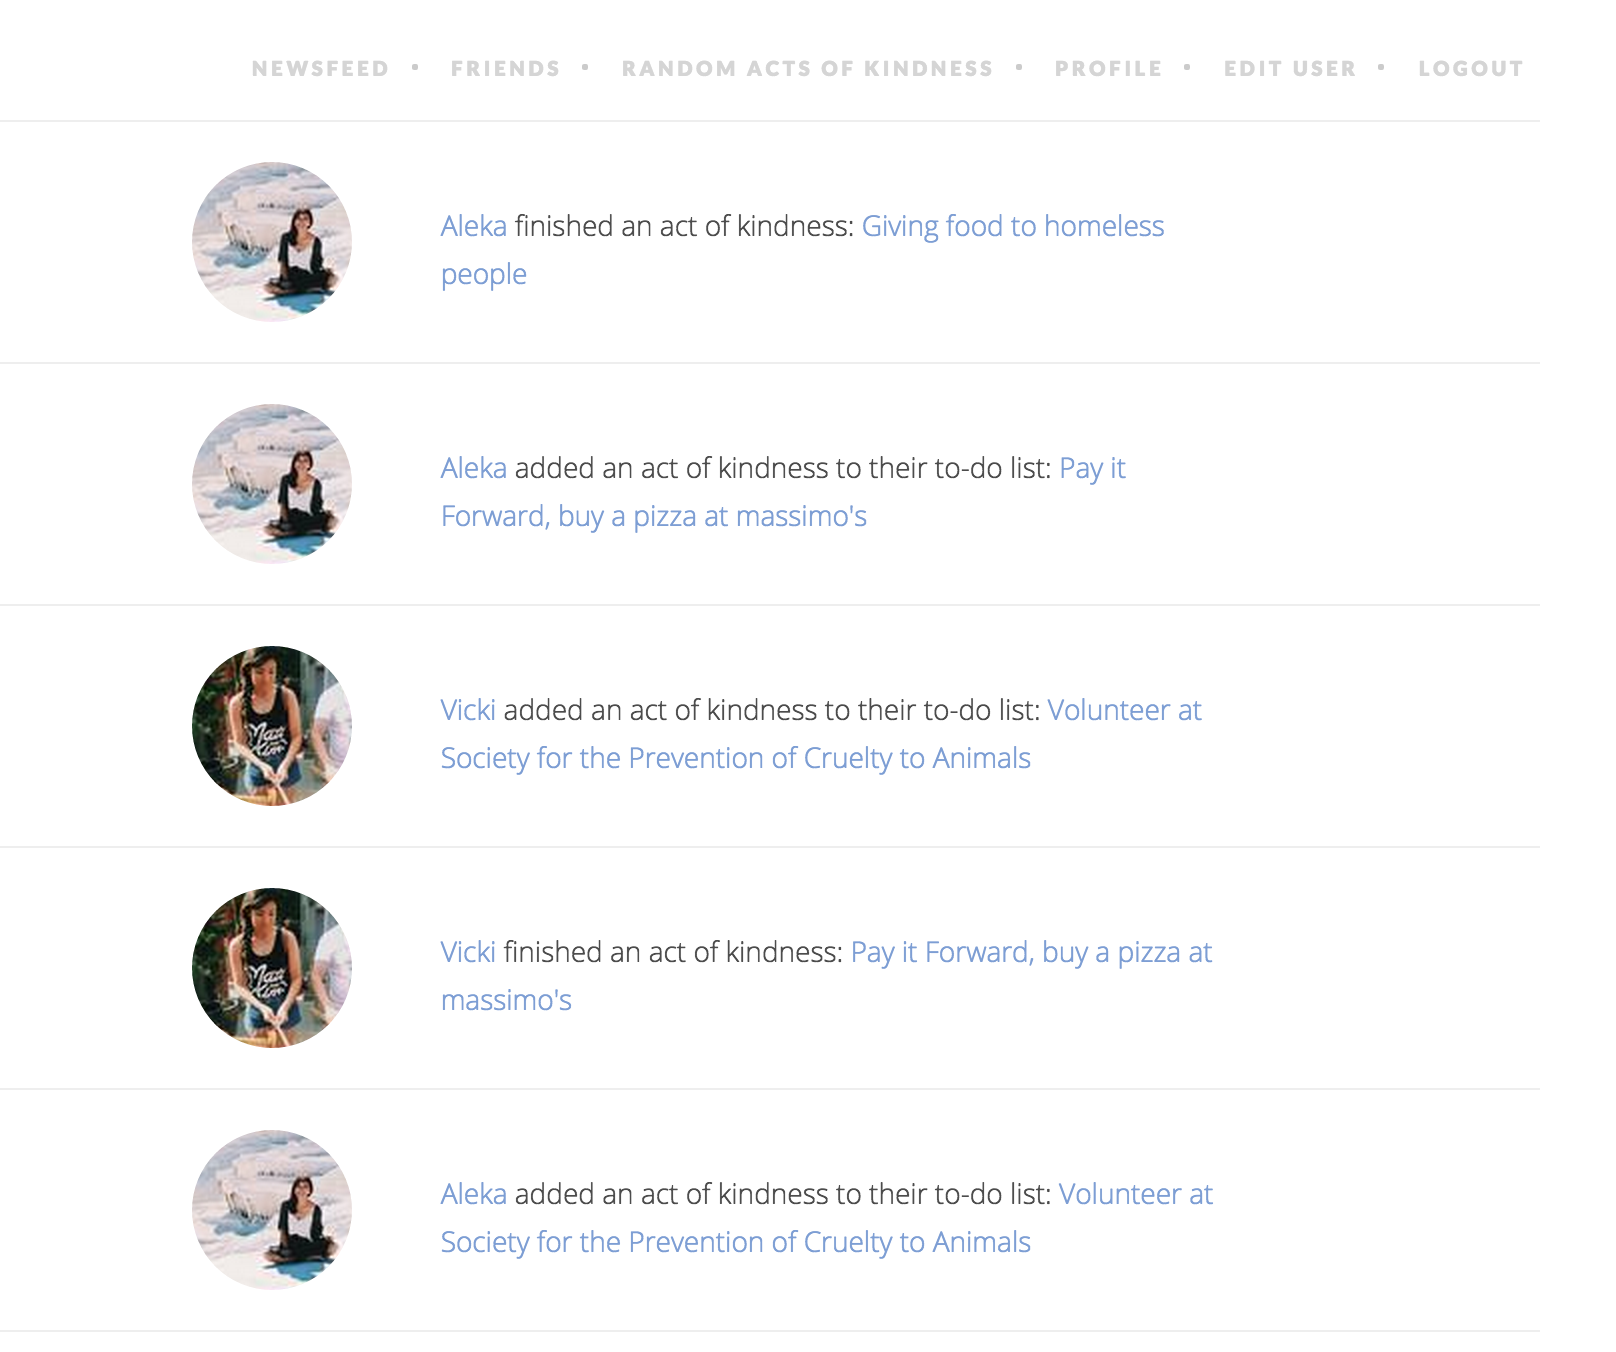 NEWSFEED • FRIENDS • RANDOM ACTS OF KINDNESS • PROFILE • EDIT USER • LOGOUT
Aleka finished an act of kindness: Giving food to homeless
people
Aleka added an act of kindness to their to-do list: Pay it
Forward, buy a pizza at massimo's
Vicki added an act of kindness to their to-do list: Volunteer at
Society for the Prevention of Cruelty to Animals
Vicki finished an act of kindness: Pay it Forward, buy a pizza at
massimo's
Aleka added an act of kindness to their to-do list: Volunteer at
Society for the Prevention of Cruelty to Animals